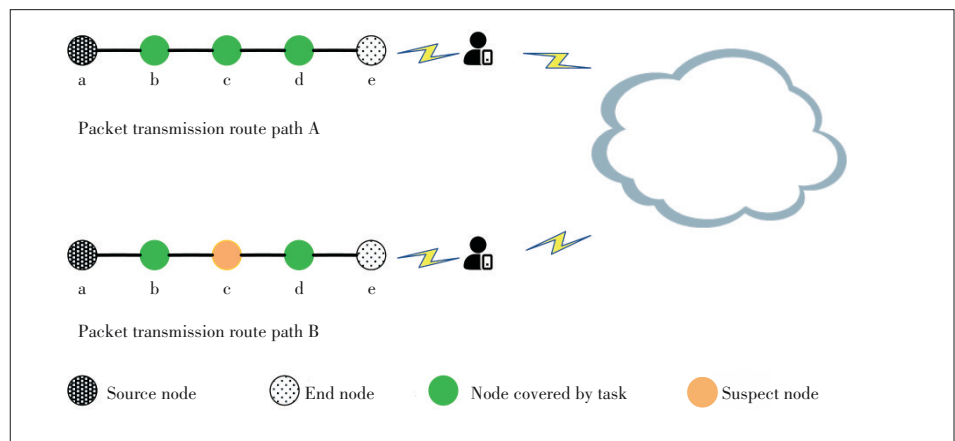 a b c d e
Packet transmission route path A
a b c d e
Packet transmission route path B
Source node End node Node covered by task Suspect node